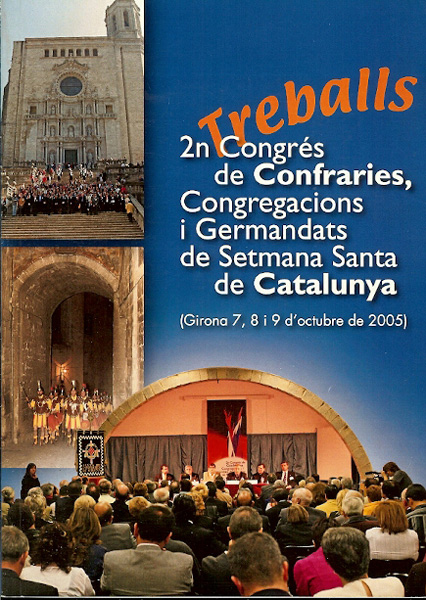 Treballs
2n Congrés
de Confraries,
Congregacions
i Germandats
de Setmana Santa
de Catalunya
(Girona 7, 8 i 9 d'octubre de 2005)